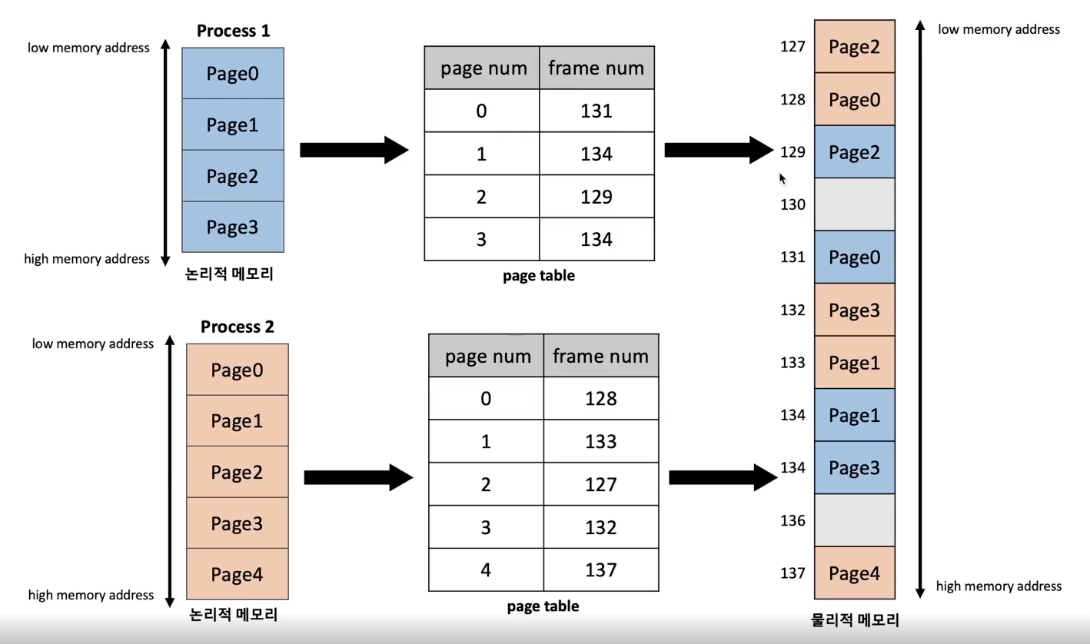 Process 1
low memory address
Page0
Page1
Page2
Page3
high memory address
논리적 메모리
page num frame num
0 131
1 134
2 129
3 134
page table
Process 2
low memory address
Page0
Page1
Page2
Page3
Page4
high memory address
논리적 메모리
page num frame num
0 128
1 133
2 127
3 132
4 137
page table
low memory address
127 Page2
128 Page0
129 Page2
130
131 Page0
132 Page3
133 Page1
134 Page1
134 Page3
136
137 Page4
high memory address
물리적 메모리